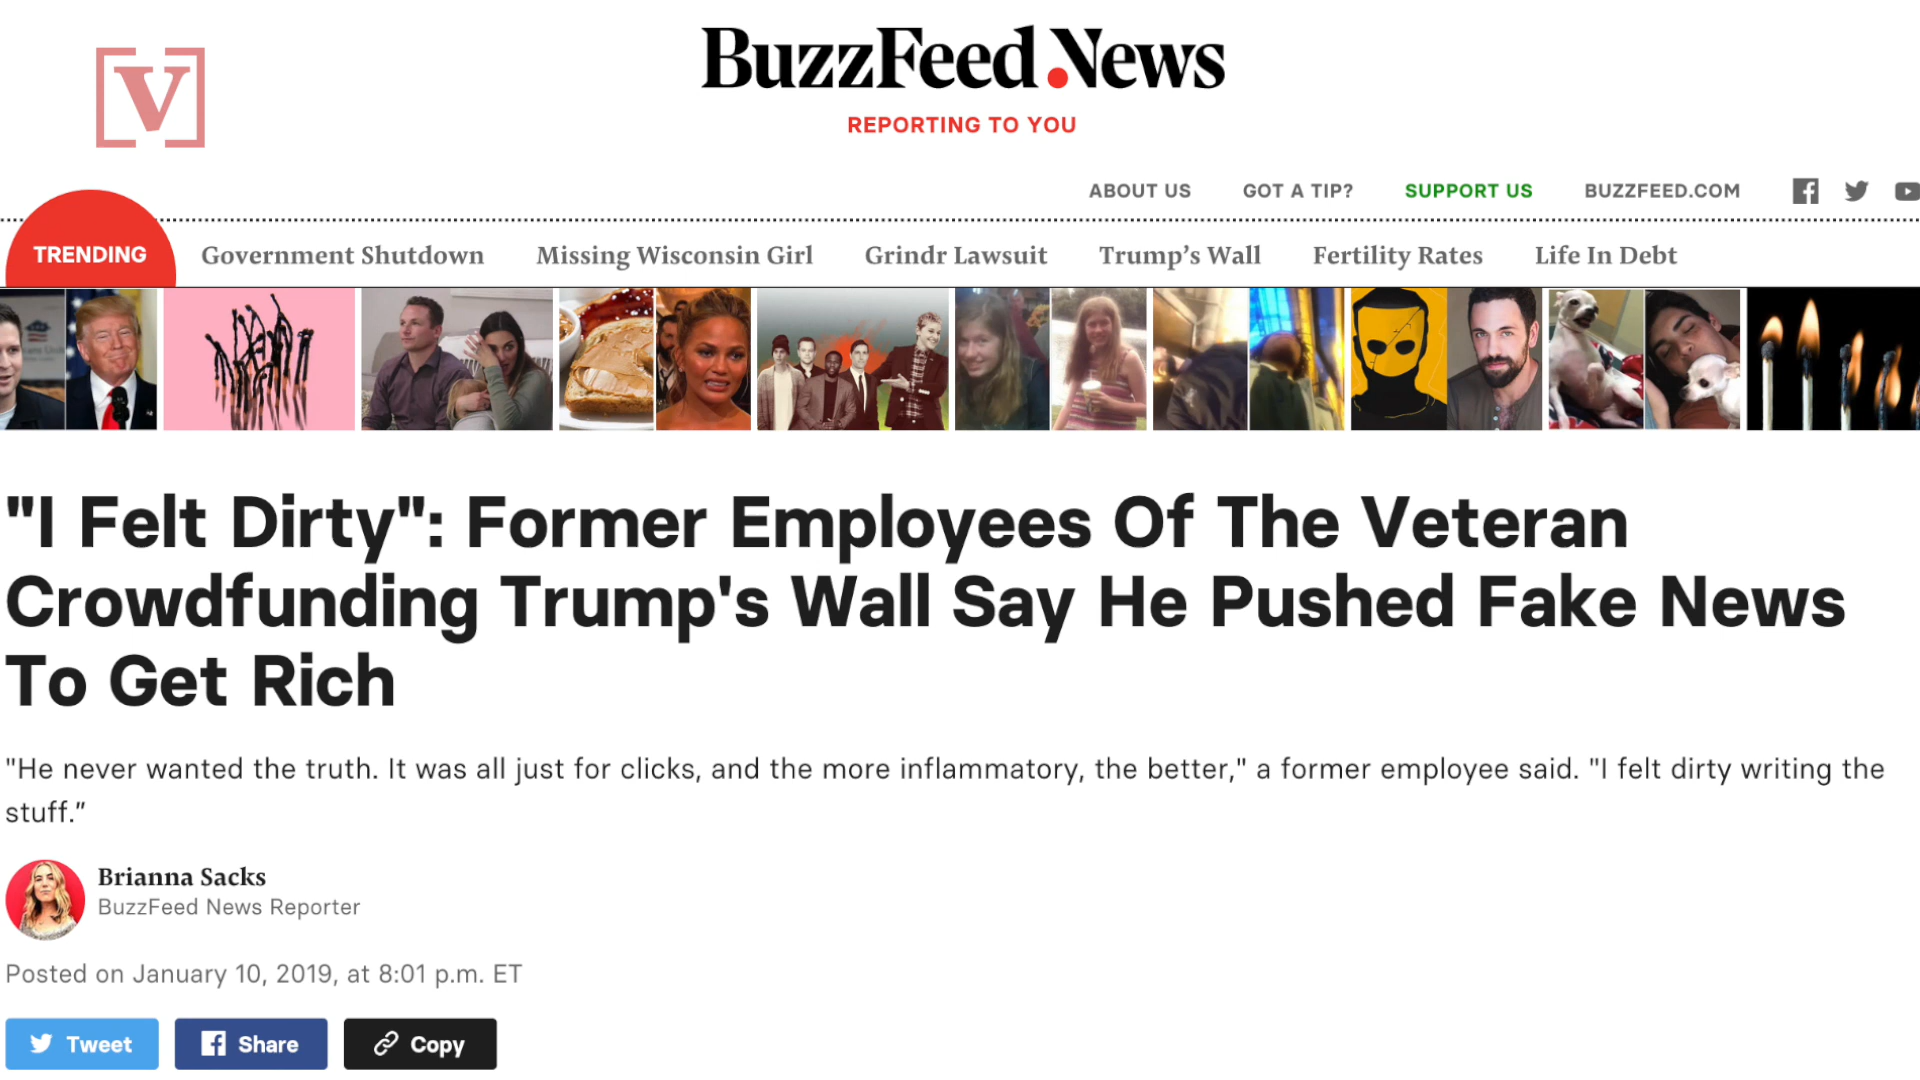 V
BuzzFeed News
REPORTING TO YOU
ABOUT US GOT A TIP? SUPPORT US BUZZFEED.COM
TRENDING Government Shutdown Missing Wisconsin Girl Grindr Lawsuit Trump’s Wall Fertility Rates Life In Debt
"I Felt Dirty": Former Employees Of The Veteran
Crowdfunding Trump's Wall Say He Pushed Fake News
To Get Rich
"He never wanted the truth. It was all just for clicks, and the more inflammatory, the better," a former employee said. "I felt dirty writing the
stuff.”
Brianna Sacks
BuzzFeed News Reporter
Posted on January 10, 2019, at 8:01 p.m. ET
Tweet Share Copy